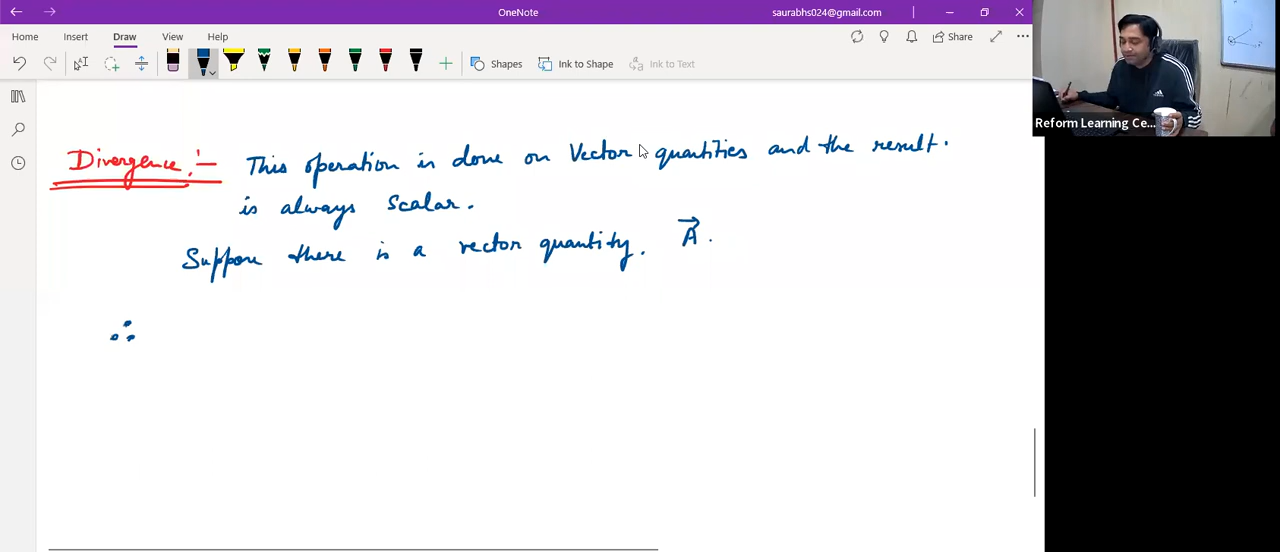 OneNote
saurabhs024@gmail.com
Home Insert Draw View Help
Share
Shapes
Ink to Shape
Ink to Text
Reform Learning Ce...
Divergence :- This operation is done on Vector quantities and the result.
is always scalar.
Suppose there is a vector quantity. A⃗.
∴